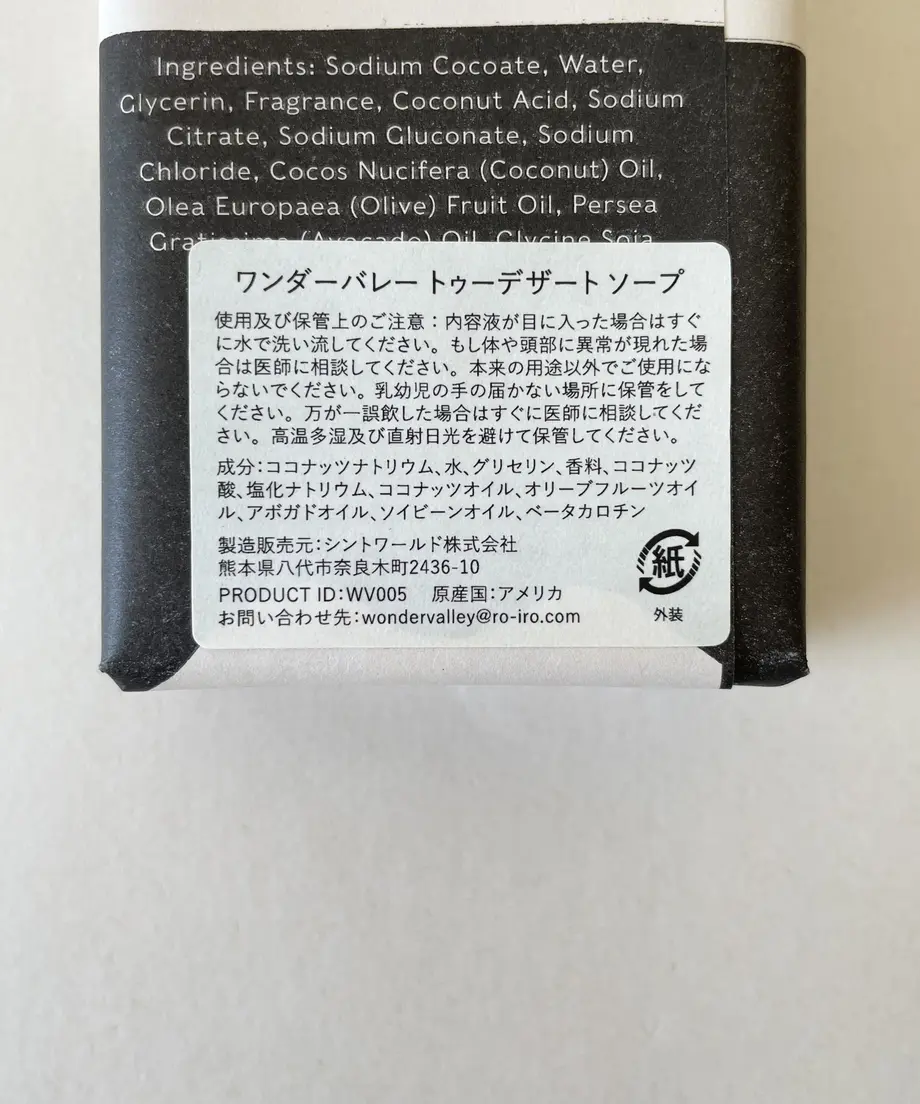 Ingredients: Sodium Cocoate, Water,
Glycerin, Fragrance, Coconut Acid, Sodium
Citrate, Sodium Gluconate, Sodium
Chloride, Cocos Nucifera (Coconut) Oil,
Olea Europaea (Olive) Fruit Oil, Persea
Gratissima (Avocado) Oil, Glycine Soja
ワンダーバレー トゥーデザート ソープ
使用及び保管上のご注意：内容液が目に入った場合はすぐ
に水で洗い流してください。もし体や頭部に異常が現れた場
合は医師に相談してください。本来の用途以外でご使用にな
らないでください。乳幼児の手の届かない場所に保管をして
ください。万が一誤飲した場合はすぐに医師に相談してくだ
さい。高温多湿及び直射日光を避けて保管してください。
成分：ココナッツナトリウム、水、グリセリン、香料、ココナッツ
酸、塩化ナトリウム、ココナッツオイル、オリーブフルーツオイ
ル、アボガドオイル、ソイビーンオイル、ベータカロチン
製造販売元：シントワールド株式会社
熊本県八代市奈良木町2436-10
PRODUCT ID：WV005 原産国：アメリカ
お問い合わせ先：wondervalley@ro-iro.com
紙
外装